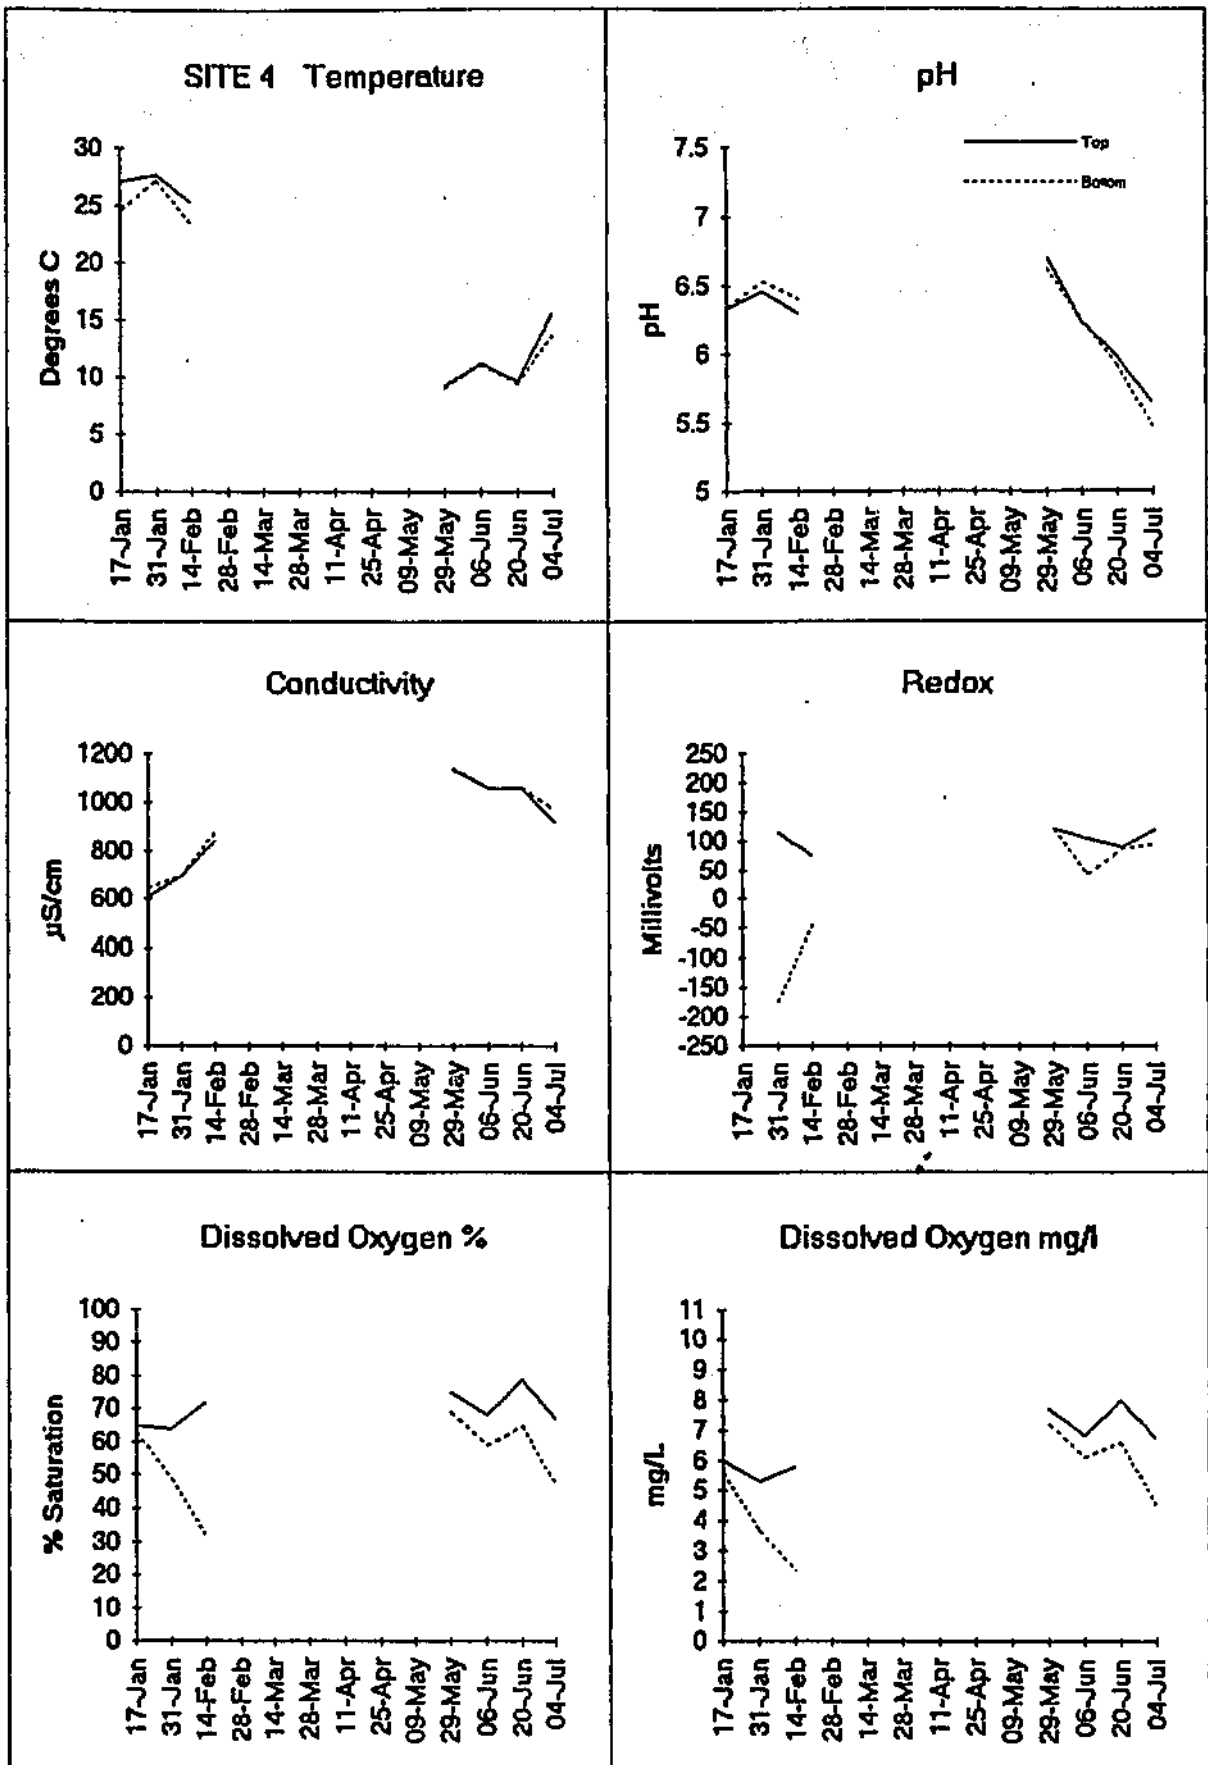 SITE 4 Temperature
30
25
20
15
10
5
0
Degrees C
17-Jan
31-Jan
14-Feb
28-Feb
14-Mar
28-Mar
11-Apr
25-Apr
09-May
29-May
06-Jun
20-Jun
04-Jul
pH
Top
Bottom
7.5
7
6.5
6
5.5
5
pH
17-Jan
31-Jan
14-Feb
28-Feb
14-Mar
28-Mar
11-Apr
25-Apr
09-May
29-May
06-Jun
20-Jun
04-Jul
Conductivity
1200
1000
800
600
400
200
0
µS/cm
17-Jan
31-Jan
14-Feb
28-Feb
14-Mar
28-Mar
11-Apr
25-Apr
09-May
29-May
06-Jun
20-Jun
04-Jul
Redox
250
200
150
100
50
0
-50
-100
-150
-200
-250
Millivolts
17-Jan
31-Jan
14-Feb
28-Feb
14-Mar
28-Mar
11-Apr
25-Apr
09-May
29-May
06-Jun
20-Jun
04-Jul
Dissolved Oxygen %
100
90
80
70
60
50
40
30
20
10
0
% Saturation
17-Jan
31-Jan
14-Feb
28-Feb
14-Mar
28-Mar
11-Apr
25-Apr
09-May
29-May
06-Jun
20-Jun
04-Jul
Dissolved Oxygen mg/l
11
10
9
8
7
6
5
4
3
2
1
0
mg/L
17-Jan
31-Jan
14-Feb
28-Feb
14-Mar
28-Mar
11-Apr
25-Apr
09-May
29-May
06-Jun
20-Jun
04-Jul